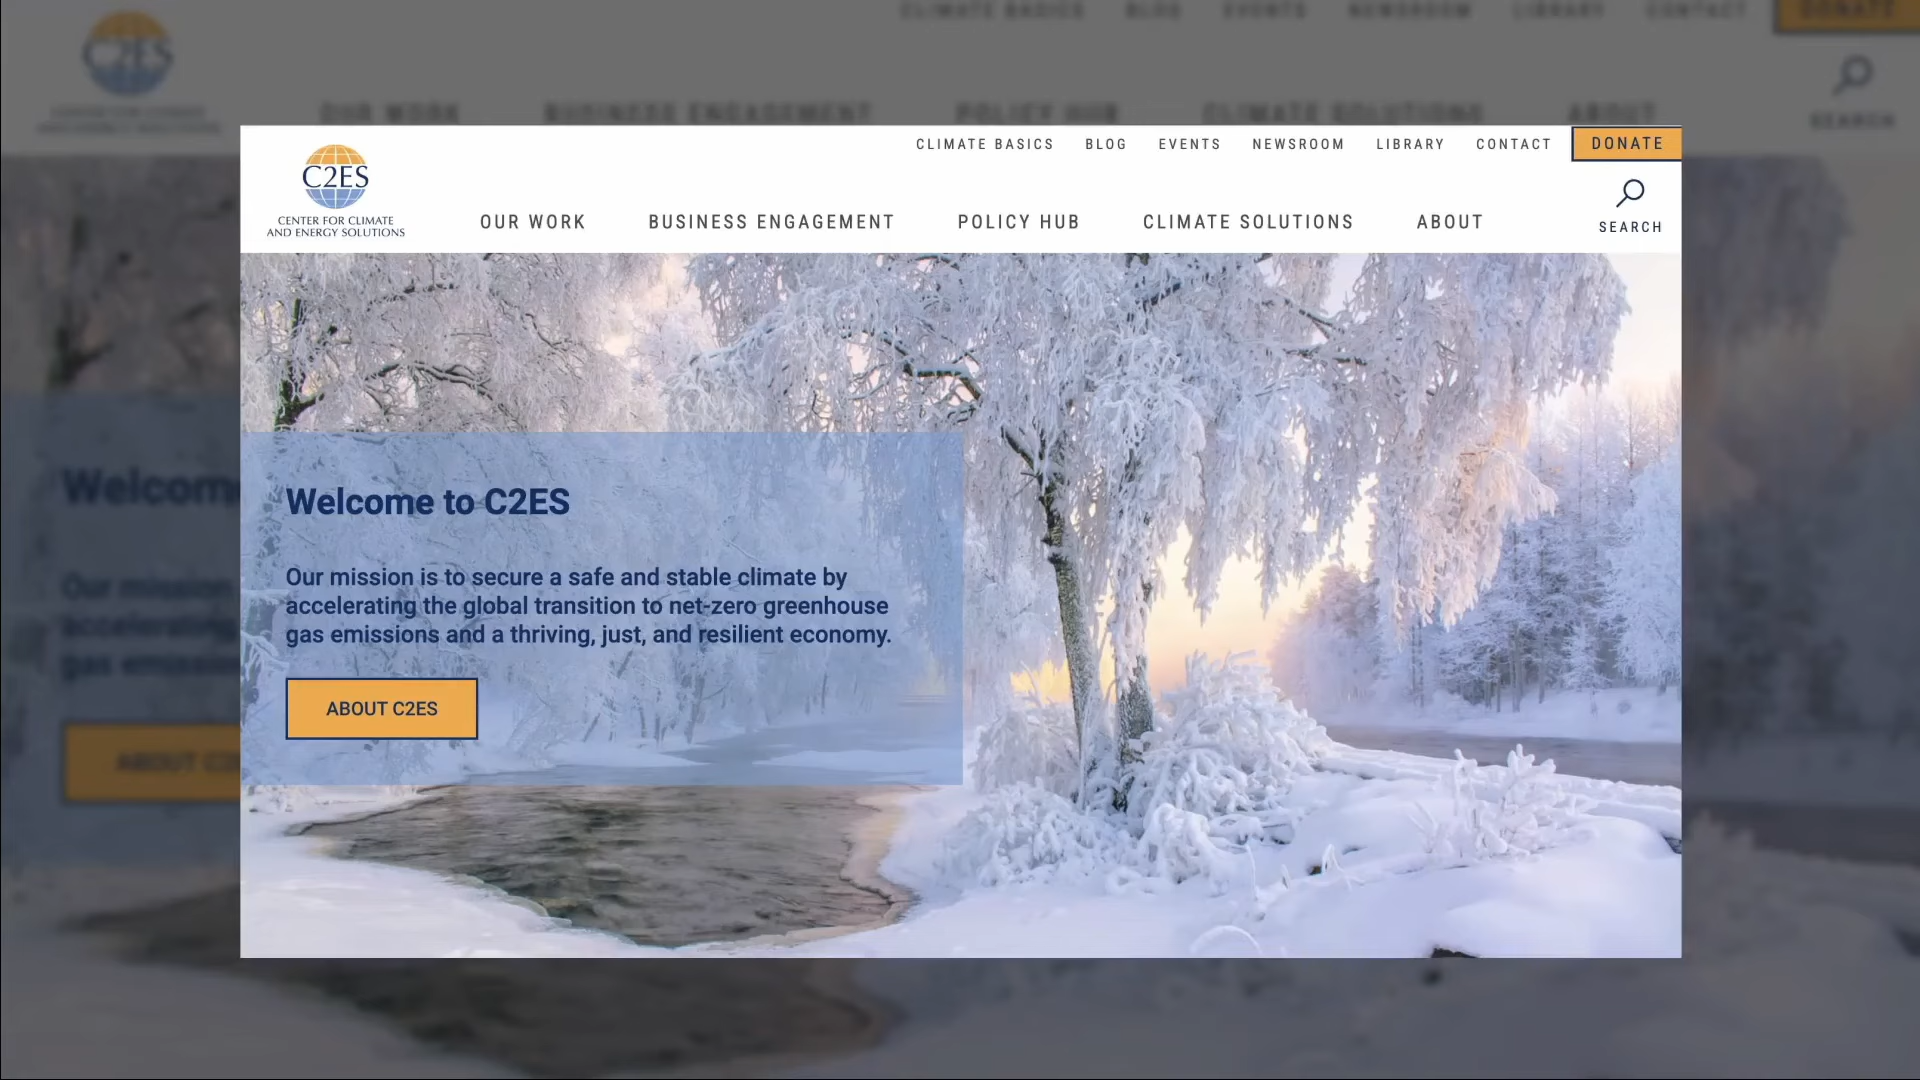 CLIMATE BASICS BLOG EVENTS NEWSROOM LIBRARY CONTACT DONATE
C2ES
CENTER FOR CLIMATE
AND ENERGY SOLUTIONS
OUR WORK BUSINESS ENGAGEMENT POLICY HUB CLIMATE SOLUTIONS ABOUT
SEARCH
Welcome to C2ES
Our mission is to secure a safe and stable climate by
accelerating the global transition to net-zero greenhouse
gas emissions and a thriving, just, and resilient economy.
ABOUT C2ES